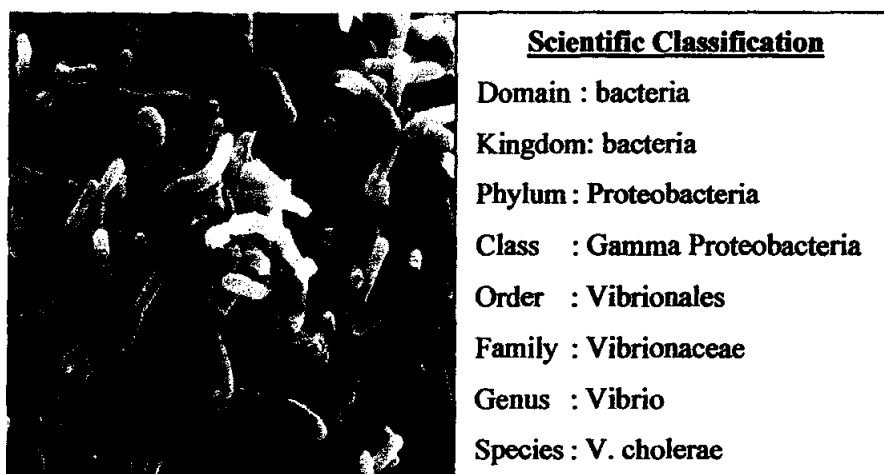 Scientific Classification
Domain : bacteria
Kingdom: bacteria
Phylum : Proteobacteria
Class : Gamma Proteobacteria
Order : Vibrionales
Family : Vibrionaceae
Genus : Vibrio
Species : V. cholerae